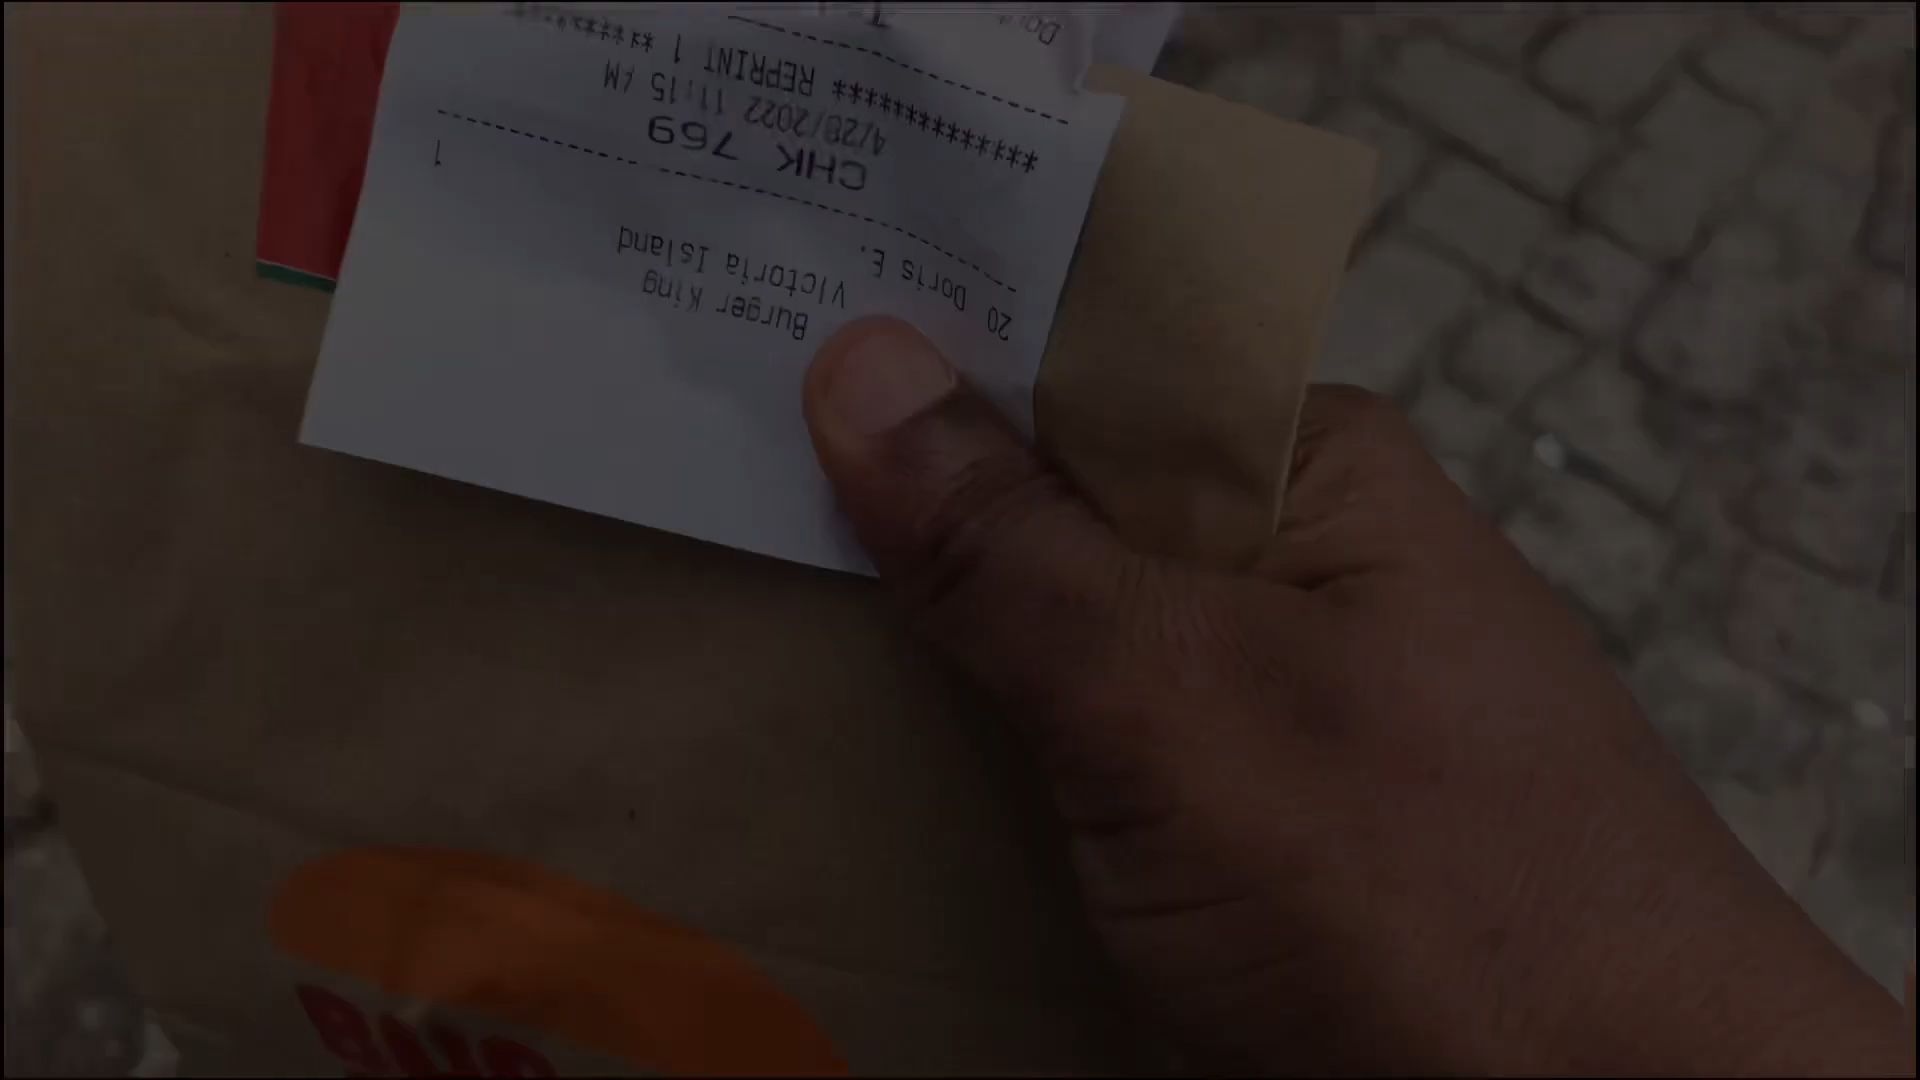 Burger King
Victoria Island
20 Doris E.
1
CHK 769
4/28/2022 11:15 AM
*************** REPRINT 1 *******